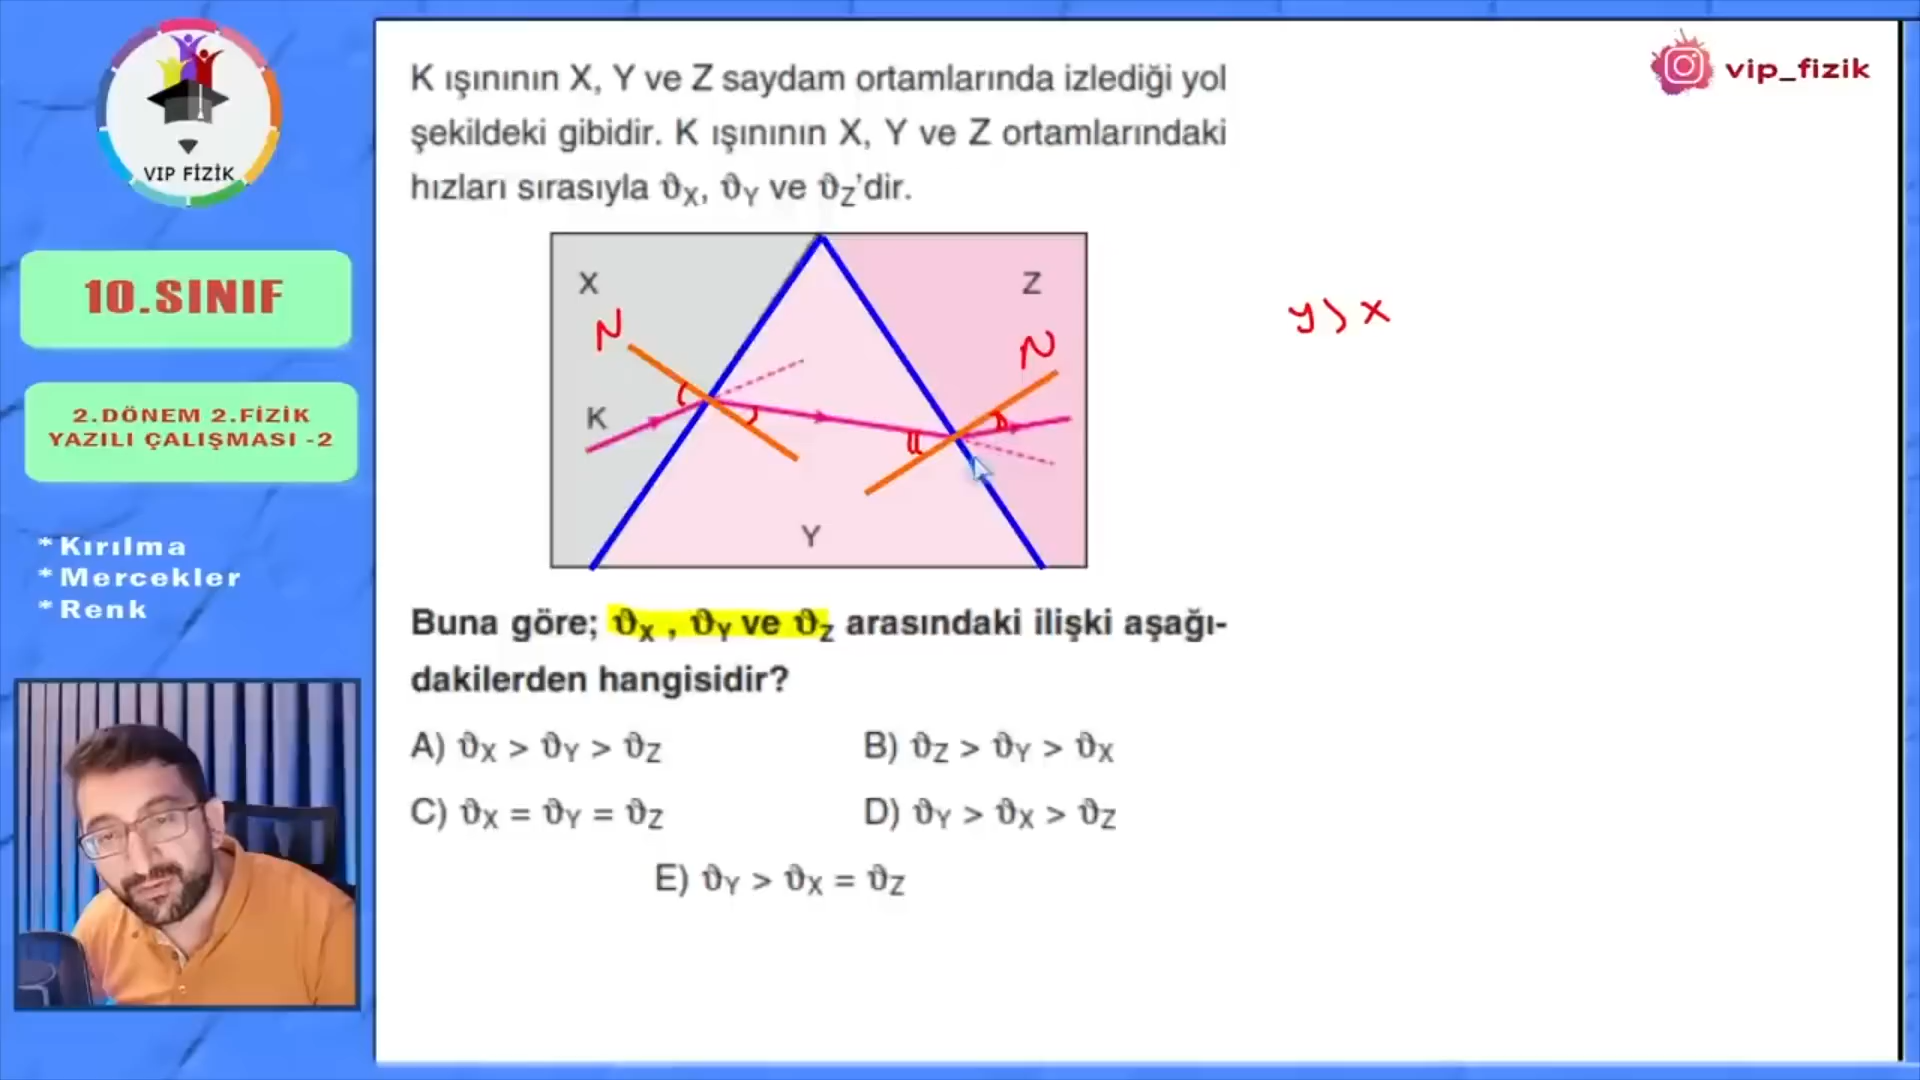 VIP FİZİK
10.SINIF
2.DÖNEM 2.FİZİK
YAZILI ÇALIŞMASI -2
* Kırılma
* Mercekler
* Renk
vip_fizik
K ışınının X, Y ve Z saydam ortamlarında izlediği yol
şekildeki gibidir. K ışınının X, Y ve Z ortamlarındaki
hızları sırasıyla ϑX, ϑY ve ϑZ'dir.
X
Z
N
N
K
Y
y > x
Buna göre; ϑX , ϑY ve ϑZ arasındaki ilişki aşağı-
dakilerden hangisidir?
A) ϑX > ϑY > ϑZ
B) ϑZ > ϑY > ϑX
C) ϑX = ϑY = ϑZ
D) ϑY > ϑX > ϑZ
E) ϑY > ϑX = ϑZ